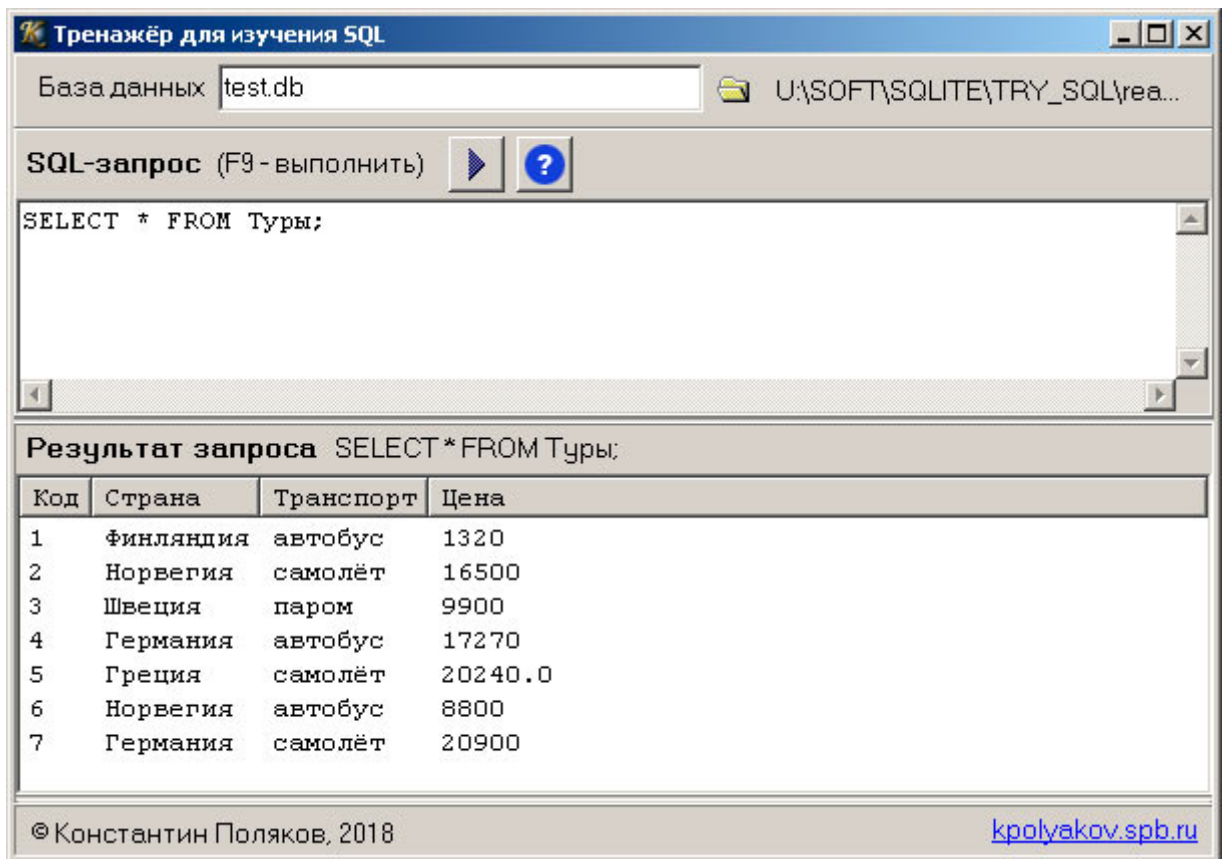 Тренажёр для изучения SQL
База данных test.db U:\SOFT\SQLITE\TRY_SQL\rea...
SQL-запрос (F9 - выполнить) ?
SELECT * FROM Туры;
Результат запроса SELECT * FROM Туры;
Код Страна Транспорт Цена
1 Финляндия автобус 1320
2 Норвегия самолёт 16500
3 Швеция паром 9900
4 Германия автобус 17270
5 Греция самолёт 20240.0
6 Норвегия автобус 8800
7 Германия самолёт 20900
© Константин Поляков, 2018 kpolyakov.spb.ru